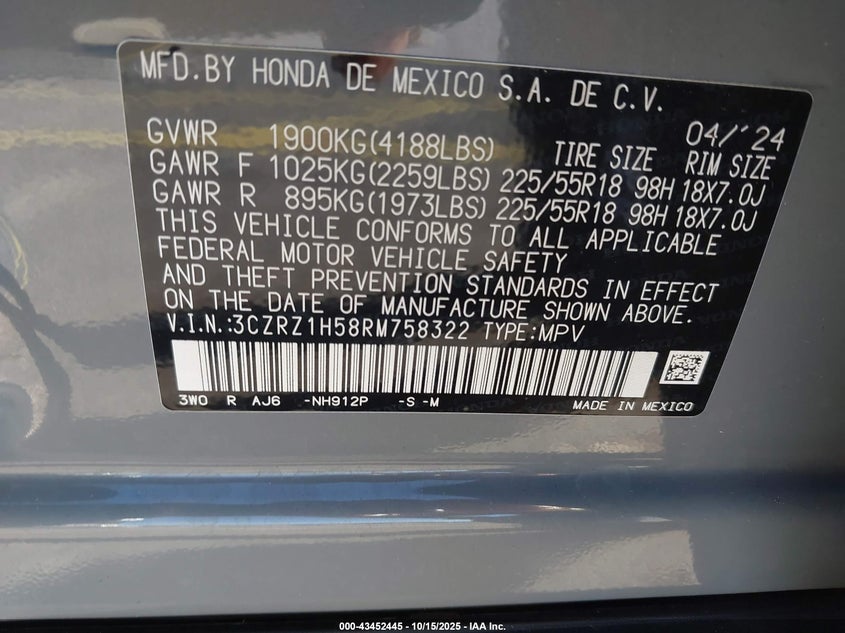 MFD.BY HONDA DE MEXICO S.A. DE C.V.
04/'24
GVWR 1900KG(4188LBS) TIRE SIZE RIM SIZE
GAWR F 1025KG(2259LBS) 225/55R18 98H 18X7.0J
GAWR R 895KG(1973LBS) 225/55R18 98H 18X7.0J
THIS VEHICLE CONFORMS TO ALL APPLICABLE
FEDERAL MOTOR VEHICLE SAFETY
AND THEFT PREVENTION STANDARDS IN EFFECT
ON THE DATE OF MANUFACTURE SHOWN ABOVE.
V.I.N.:3CZRZ1H58RM758322 TYPE:MPV
3W0 R AJ6 -NH912P -S -M MADE IN MEXICO
000-43452445 - 10/15/2025 - IAA Inc.